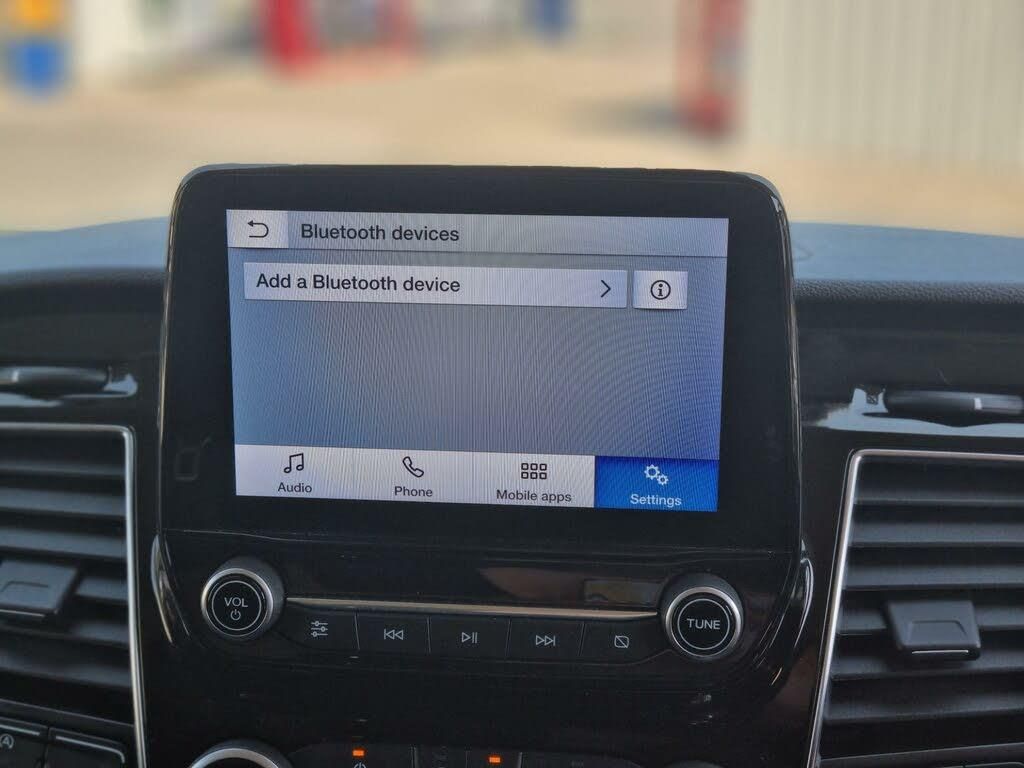 Bluetooth devices
Add a Bluetooth device
Audio
Phone
Mobile apps
Settings
VOL
TUNE